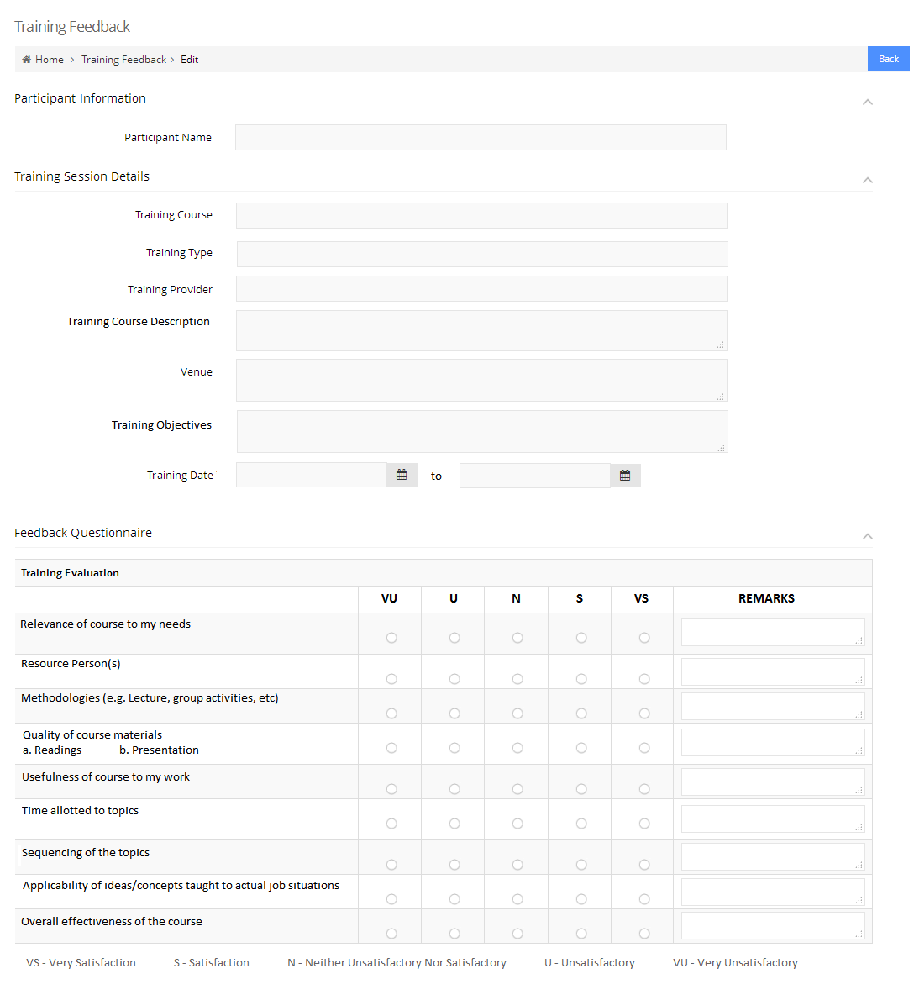 Training Feedback
Home > Training Feedback > Edit
Back
Participant Information
Participant Name
Training Session Details
Training Course
Training Type
Training Provider
Training Course Description
Venue
Training Objectives
Training Date to
Feedback Questionnaire
Training Evaluation
VU U N S VS REMARKS
Relevance of course to my needs
Resource Person(s)
Methodologies (e.g. Lecture, group activities, etc)
Quality of course materials
a. Readings b. Presentation
Usefulness of course to my work
Time allotted to topics
Sequencing of the topics
Applicability of ideas/concepts taught to actual job situations
Overall effectiveness of the course
VS - Very Satisfaction S - Satisfaction N - Neither Unsatisfactory Nor Satisfactory U - Unsatisfactory VU - Very Unsatisfactory